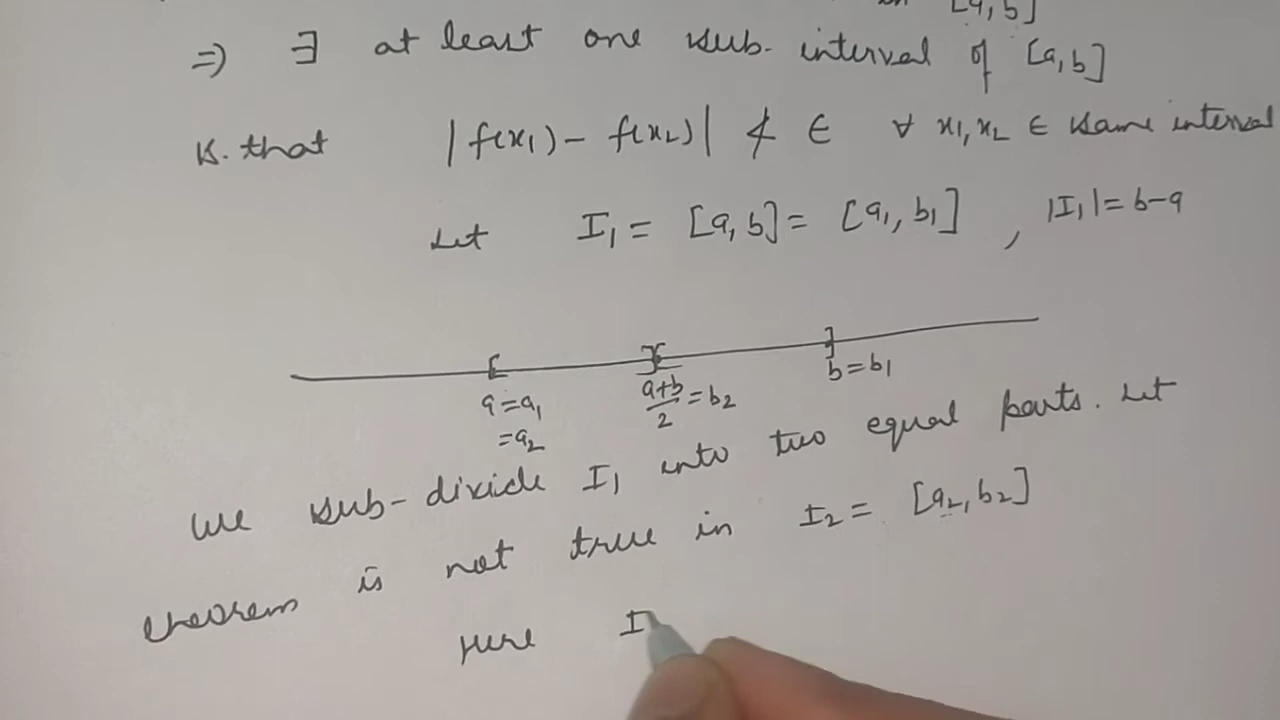 in [a,b]
⇒ ∃ at least one sub-interval of [a,b]
s.that |f(x₁)-f(x₂)| ≮ ∈ ∀ x₁,x₂ ∈ same interval
Let I₁ = [a,b] = [a₁,b₁] , |I₁| = b-a
a=a₁ a+b/2 = b₂ b=b₁
=a₂
We sub-divide I₁ into two equal parts. Let
theorem is not true in I₂ = [a₂,b₂]
Here I